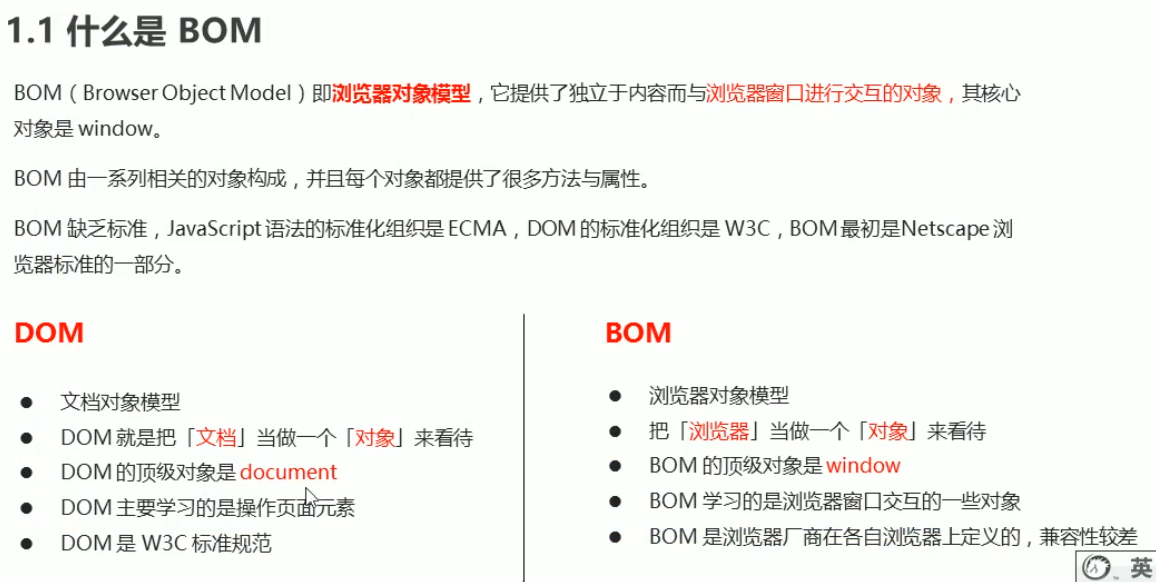 1.1 什么是 BOM
BOM（Browser Object Model）即浏览器对象模型，它提供了独立于内容而与浏览器窗口进行交互的对象，其核心
对象是 window。
BOM 由一系列相关的对象构成，并且每个对象都提供了很多方法与属性。
BOM 缺乏标准，JavaScript 语法的标准化组织是 ECMA，DOM 的标准化组织是 W3C，BOM 最初是Netscape 浏
览器标准的一部分。
DOM
● 文档对象模型
● DOM 就是把「文档」当做一个「对象」来看待
● DOM 的顶级对象是 document
● DOM 主要学习的是操作页面元素
● DOM 是 W3C 标准规范
BOM
● 浏览器对象模型
● 把「浏览器」当做一个「对象」来看待
● BOM 的顶级对象是 window
● BOM 学习的是浏览器窗口交互的一些对象
● BOM 是浏览器厂商在各自浏览器上定义的，兼容性较差
英